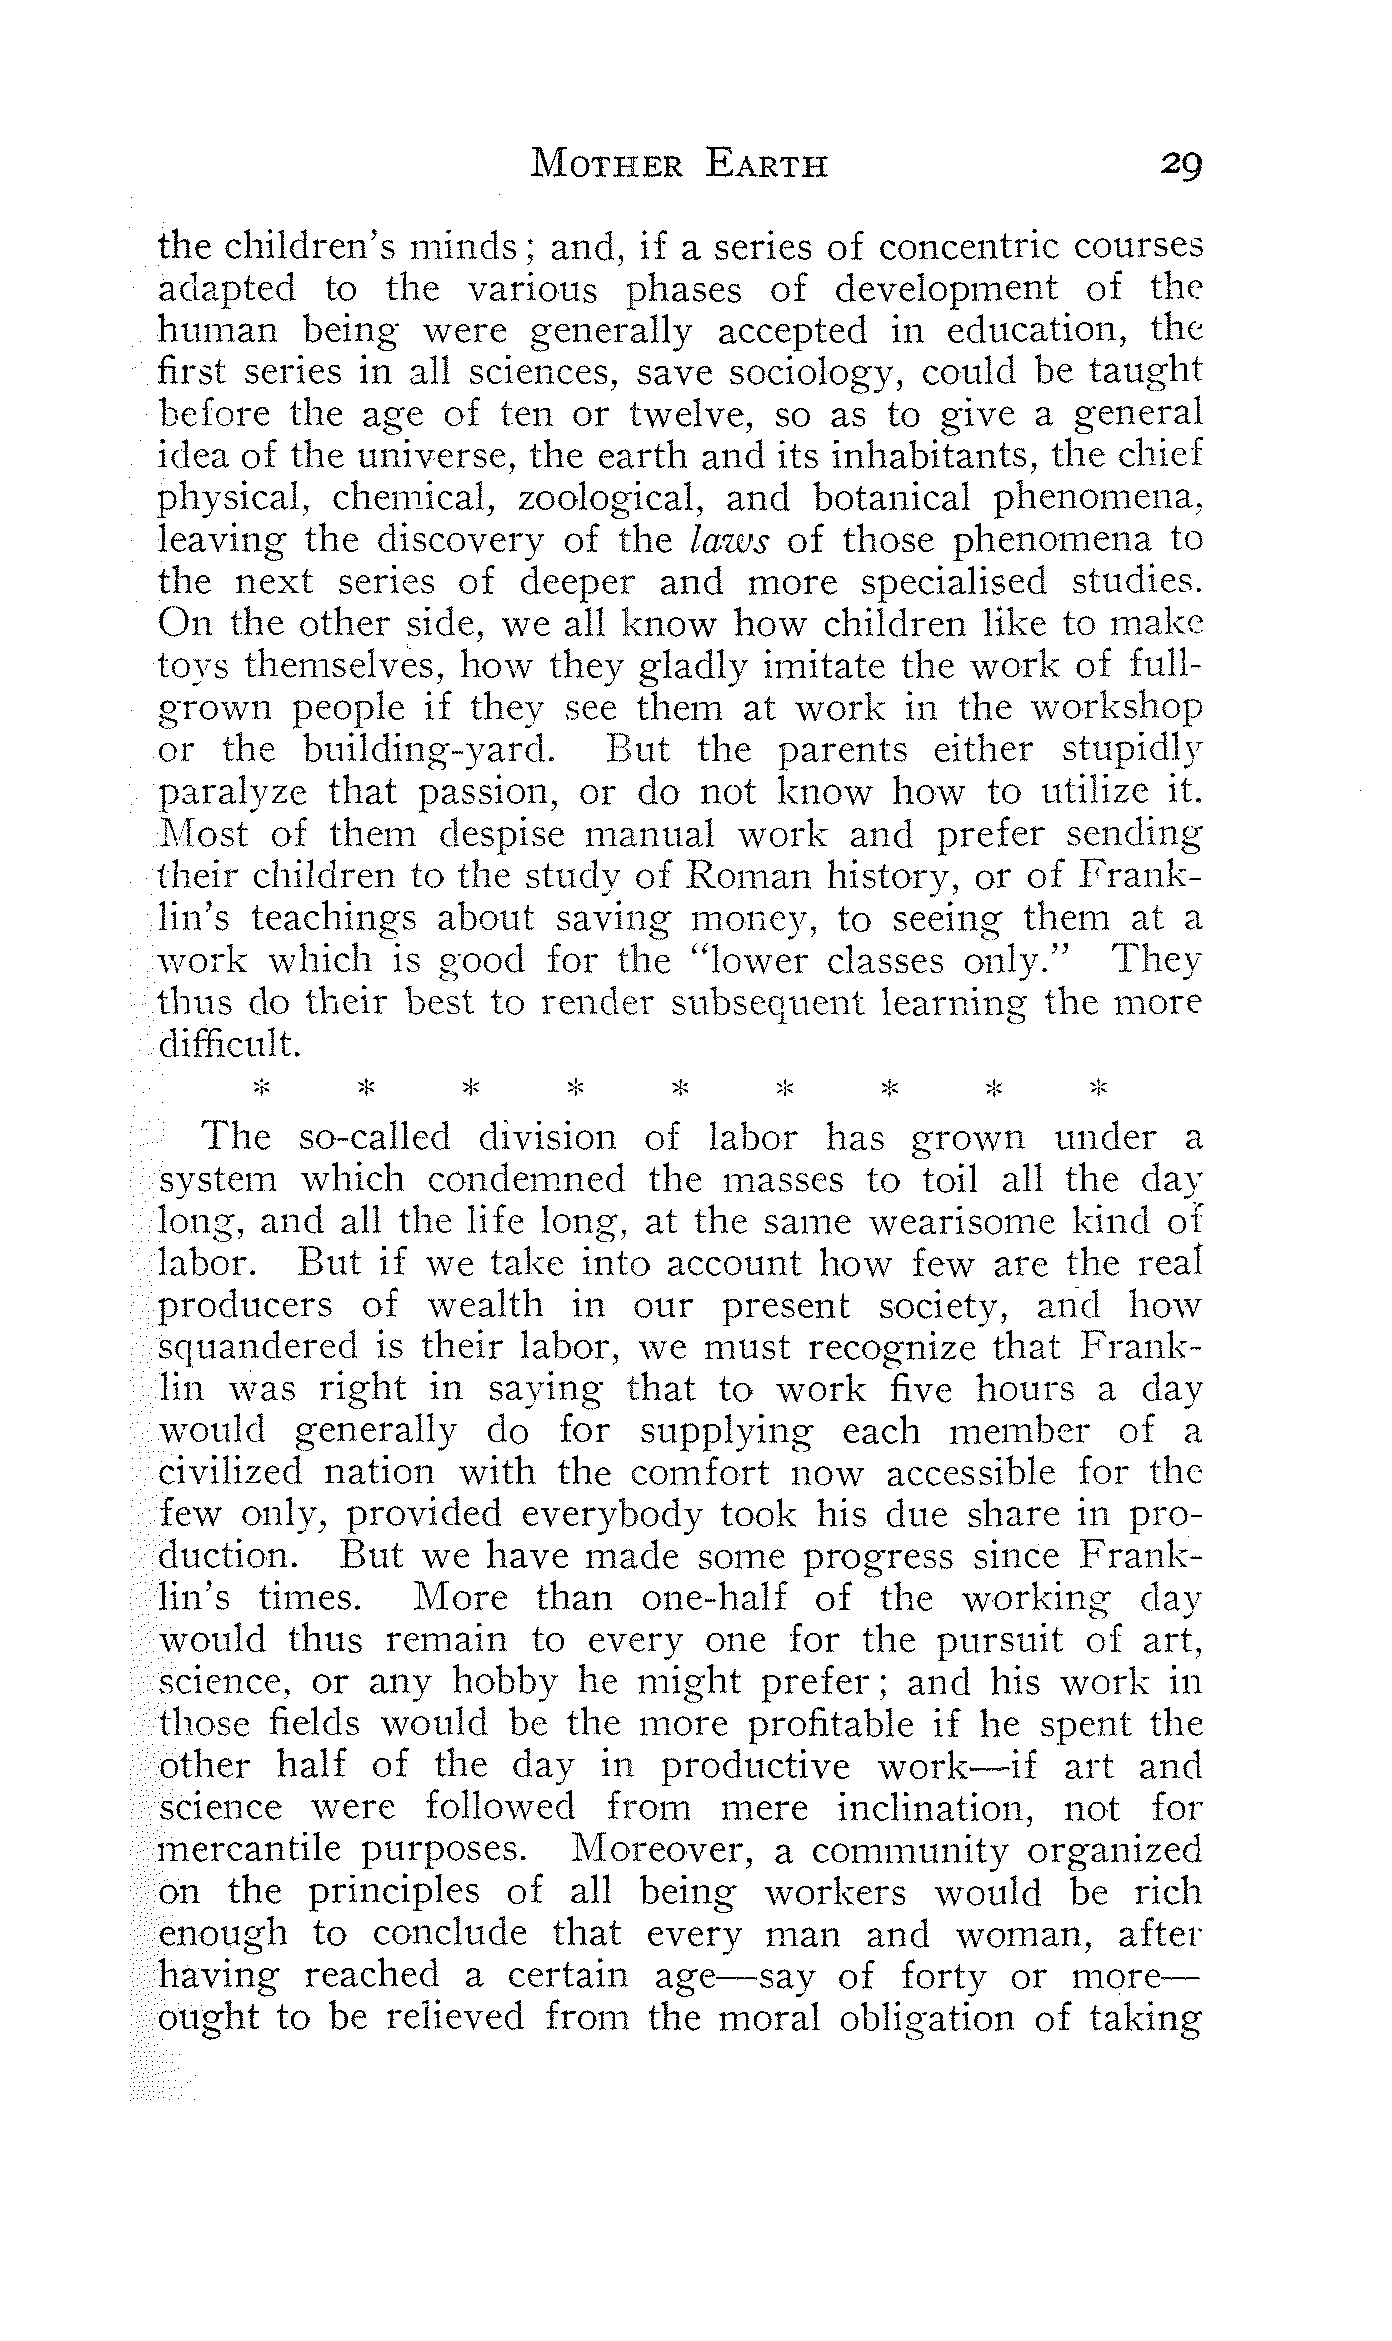 MOTHER EARTH 29
the children's minds; and, if a series of concentric courses
adapted to the various phases of development of the
human being were generally accepted in education, the
first series in all sciences, save sociology, could be taught
before the age of ten or twelve, so as to give a general
idea of the universe, the earth and its inhabitants, the chief
physical, chemical, zoological, and botanical phenomena,
leaving the discovery of the laws of those phenomena to
the next series of deeper and more specialised studies.
On the other side, we all know how children like to make
toys themselves, how they gladly imitate the work of full-
grown people if they see them at work in the workshop
or the building-yard. But the parents either stupidly
paralyze that passion, or do not know how to utilize it.
Most of them despise manual work and prefer sending
their children to the study of Roman history, or of Frank-
lin's teachings about saving money, to seeing them at a
work which is good for the "lower classes only." They
thus do their best to render subsequent learning the more
difficult.
* * * * * * * * *
The so-called division of labor has grown under a
system which condemned the masses to toil all the day
long, and all the life long, at the same wearisome kind of
labor. But if we take into account how few are the real
producers of wealth in our present society, and how
squandered is their labor, we must recognize that Frank-
lin was right in saying that to work five hours a day
would generally do for supplying each member of a
civilized nation with the comfort now accessible for the
few only, provided everybody took his due share in pro-
duction. But we have made some progress since Frank-
lin's times. More than one-half of the working day
would thus remain to every one for the pursuit of art,
science, or any hobby he might prefer; and his work in
those fields would be the more profitable if he spent the
other half of the day in productive work—if art and
science were followed from mere inclination, not for
mercantile purposes. Moreover, a community organized
on the principles of all being workers would be rich
enough to conclude that every man and woman, after
having reached a certain age—say of forty or more—
ought to be relieved from the moral obligation of taking